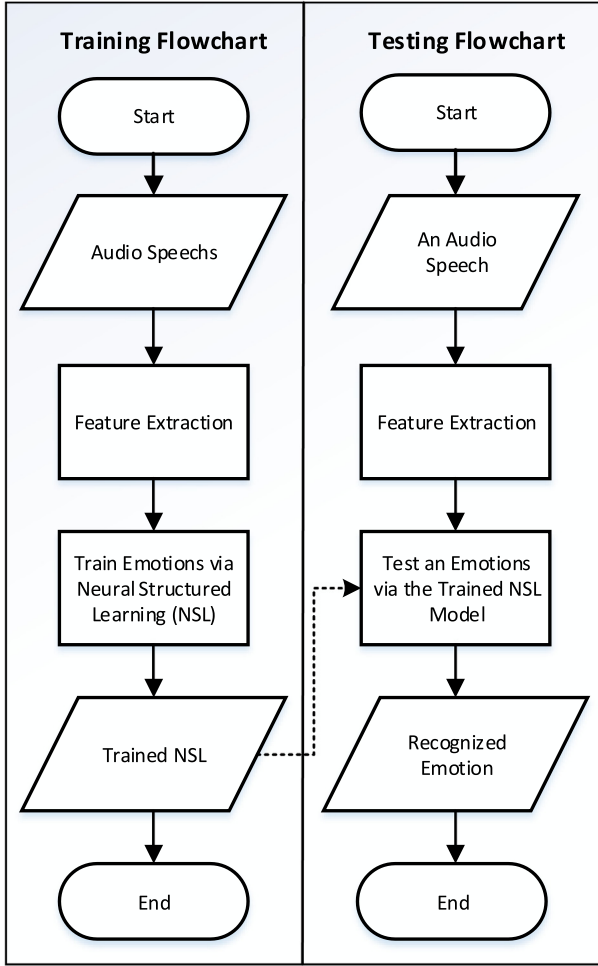 Training Flowchart
Start
Audio Speechs
Feature Extraction
Train Emotions via
Neural Structured
Learning (NSL)
Trained NSL
End
Testing Flowchart
Start
An Audio
Speech
Feature Extraction
Test an Emotions
via the Trained NSL
Model
Recognized
Emotion
End